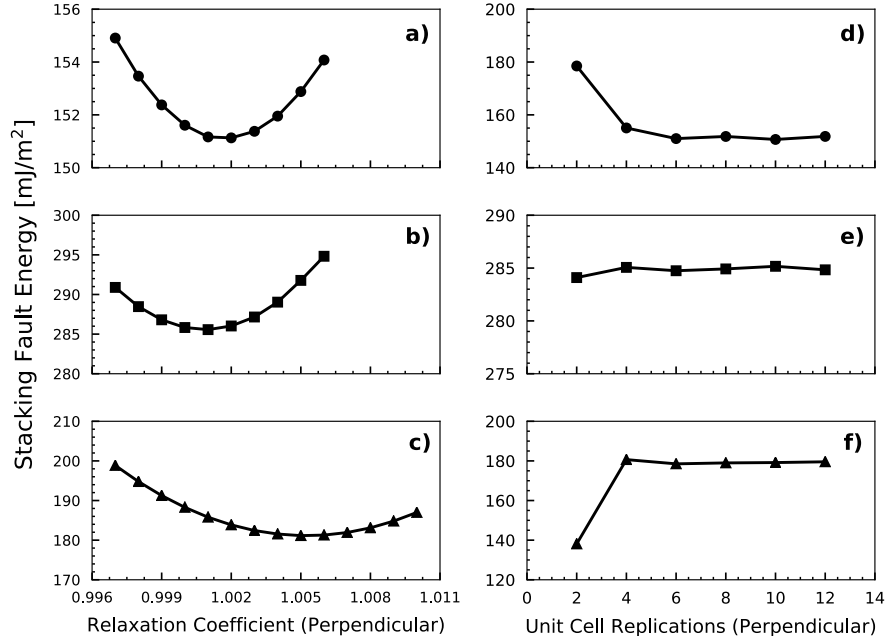 Stacking Fault Energy [mJ/m²]
156
154
152
151
150
a)
200
180
160
140
d)
300
295
290
285
280
b)
290
285
280
275
e)
210
200
190
180
170
c)
200
180
160
140
120
f)
0.996 0.999 1.002 1.005 1.008 1.011
0 2 4 6 8 10 12 14
Relaxation Coefficient (Perpendicular)
Unit Cell Replications (Perpendicular)